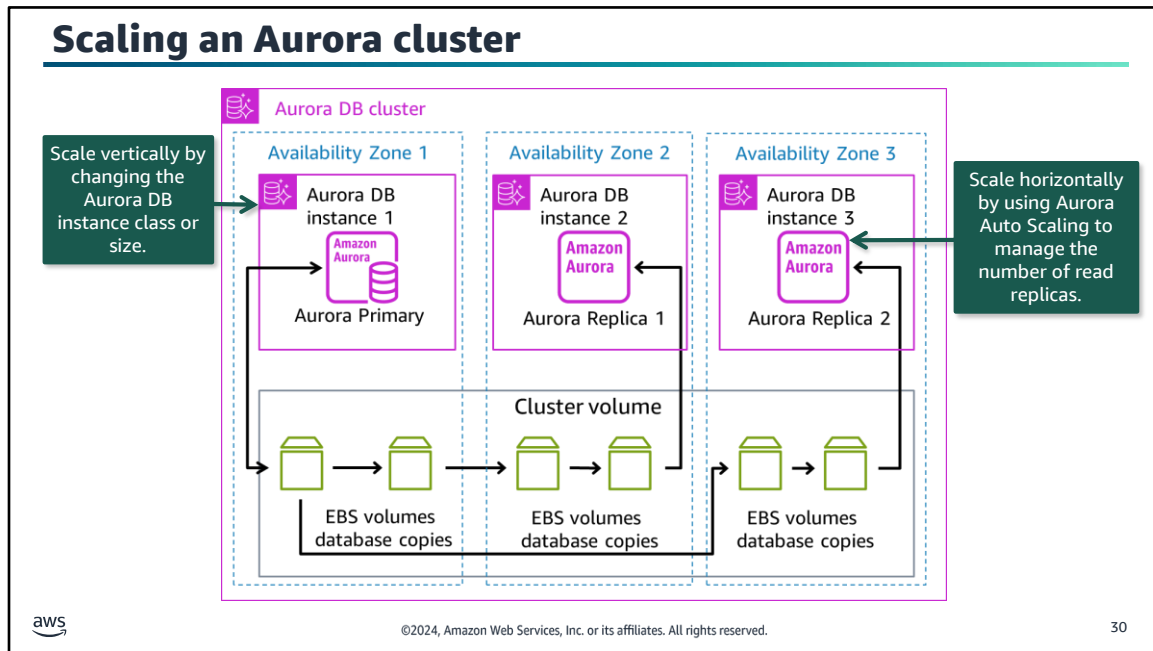 Scaling an Aurora cluster
Aurora DB cluster
Scale vertically by
changing the
Aurora DB
instance class or
size.
Availability Zone 1
Aurora DB
instance 1
Amazon
Aurora
Aurora Primary
Availability Zone 2
Aurora DB
instance 2
Amazon
Aurora
Aurora Replica 1
Availability Zone 3
Aurora DB
instance 3
Amazon
Aurora
Aurora Replica 2
Scale horizontally
by using Aurora
Auto Scaling to
manage the
number of read
replicas.
Cluster volume
EBS volumes
database copies
EBS volumes
database copies
EBS volumes
database copies
aws
©2024, Amazon Web Services, Inc. or its affiliates. All rights reserved.
30